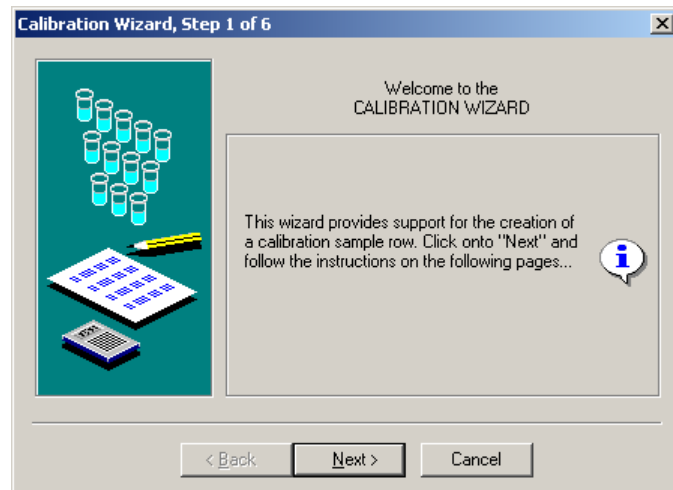 Calibration Wizard, Step 1 of 6
Welcome to the
CALIBRATION WIZARD
This wizard provides support for the creation of
a calibration sample row. Click onto "Next" and
follow the instructions on the following pages...
< Back
Next >
Cancel